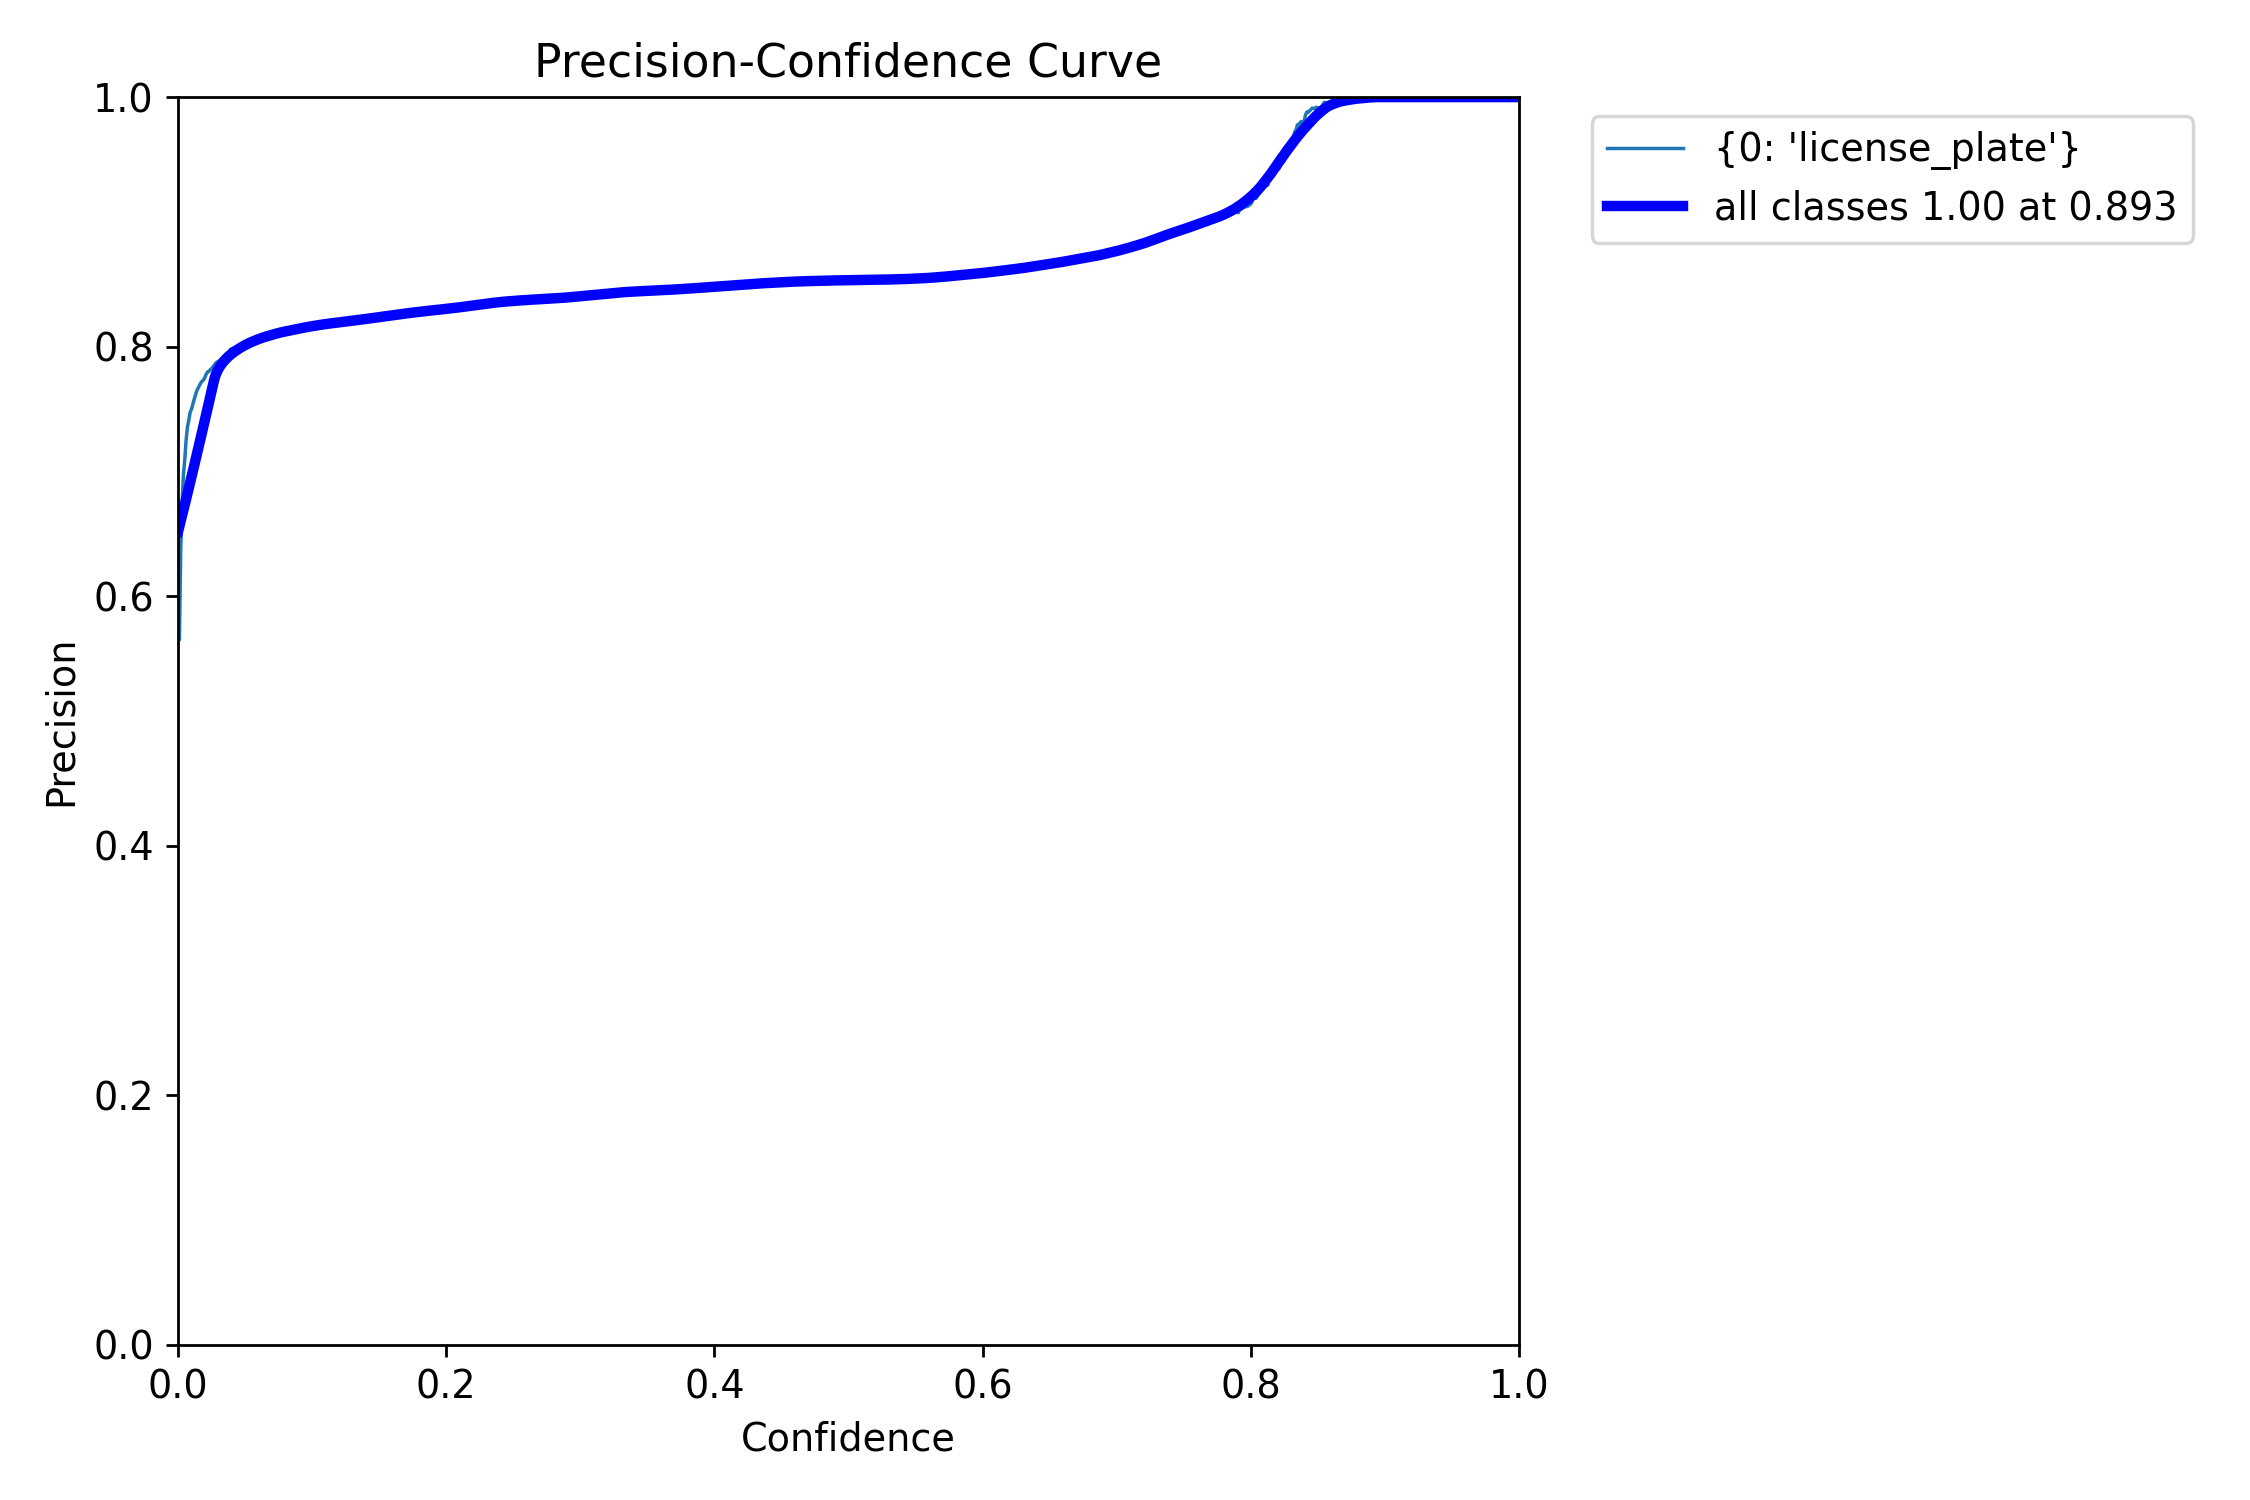 Precision-Confidence Curve
1.0
0.8
0.6
0.4
0.2
0.0
Precision
0.0 0.2 0.4 0.6 0.8 1.0
Confidence
{0: 'license_plate'}
all classes 1.00 at 0.893